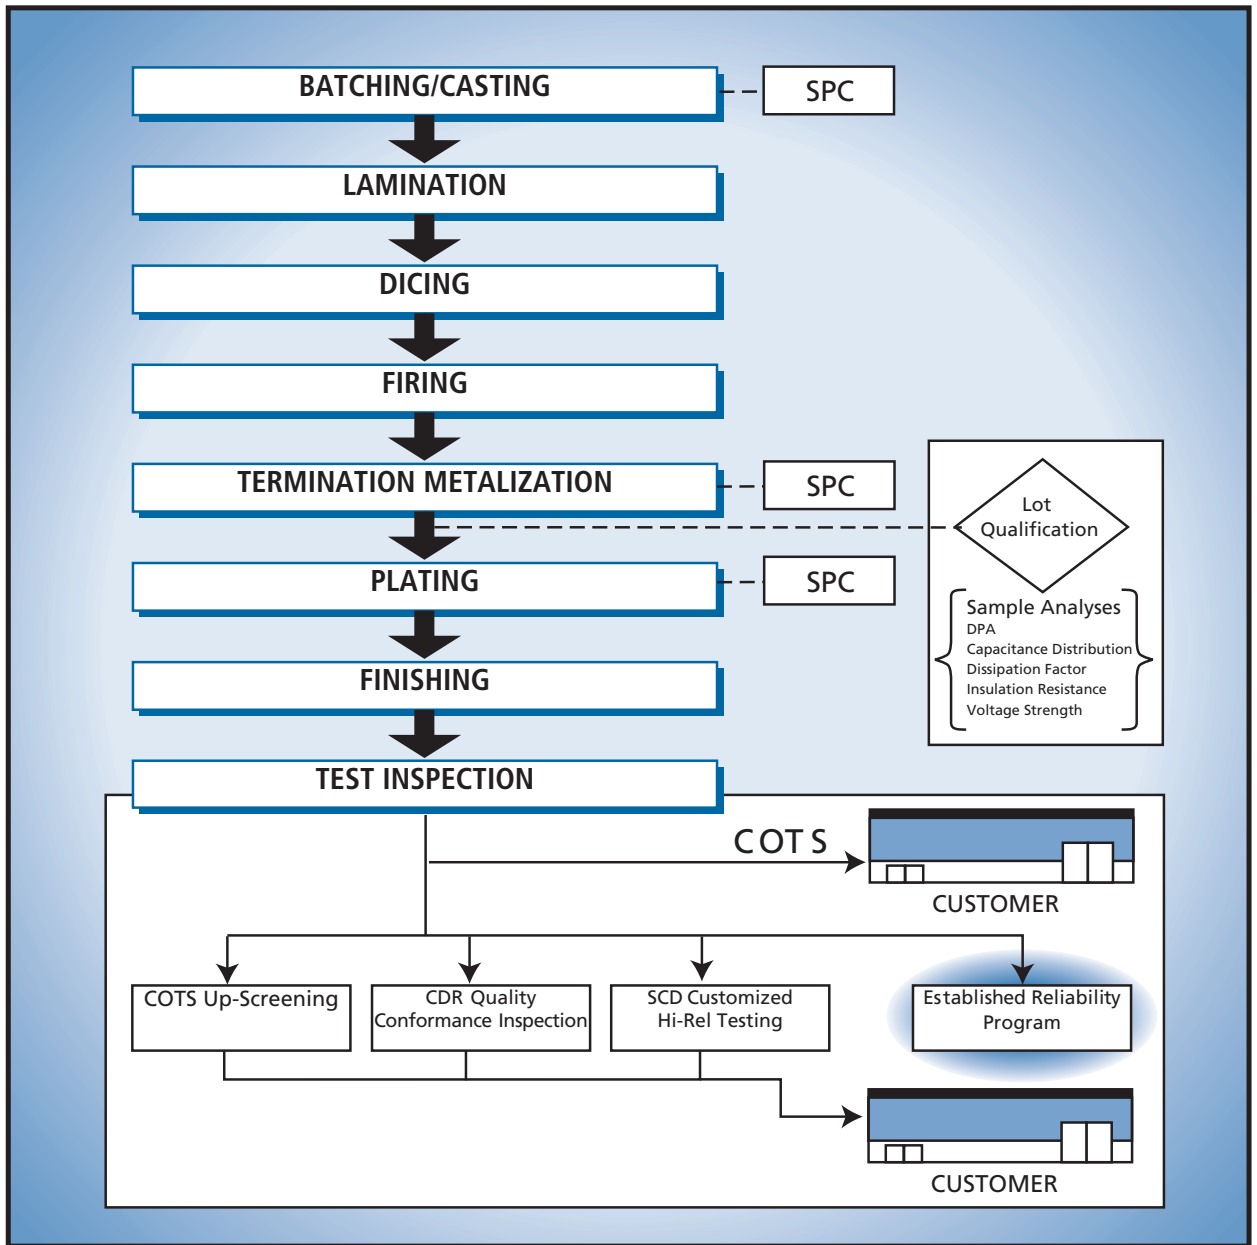 BATCHING/CASTING
SPC
LAMINATION
DICING
FIRING
TERMINATION METALIZATION
SPC
Lot
Qualification
PLATING
SPC
Sample Analyses
DPA
Capacitance Distribution
Dissipation Factor
Insulation Resistance
Voltage Strength
FINISHING
TEST INSPECTION
COTS
CUSTOMER
COTS Up-Screening
CDR Quality
Conformance Inspection
SCD Customized
Hi-Rel Testing
Established Reliability
Program
CUSTOMER